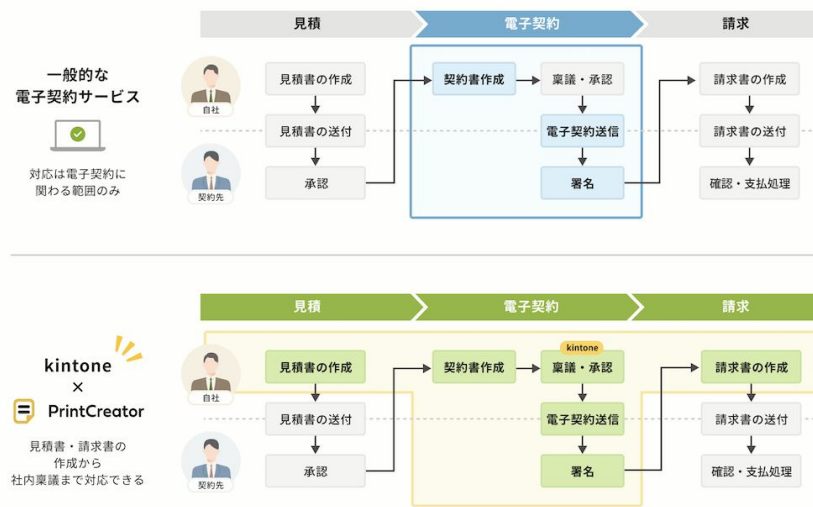 見積
電子契約
請求
一般的な
電子契約サービス
対応は電子契約に
関わる範囲のみ
自社
契約先
見積書の作成
契約書作成
稟議・承認
請求書の作成
見積書の送付
電子契約送信
請求書の送付
承認
署名
確認・支払処理
見積
電子契約
請求
kintone
×
PrintCreator
見積書・請求書の
作成から
社内稟議まで対応できる
自社
契約先
kintone
見積書の作成
契約書作成
稟議・承認
請求書の作成
見積書の送付
電子契約送信
請求書の送付
承認
署名
確認・支払処理